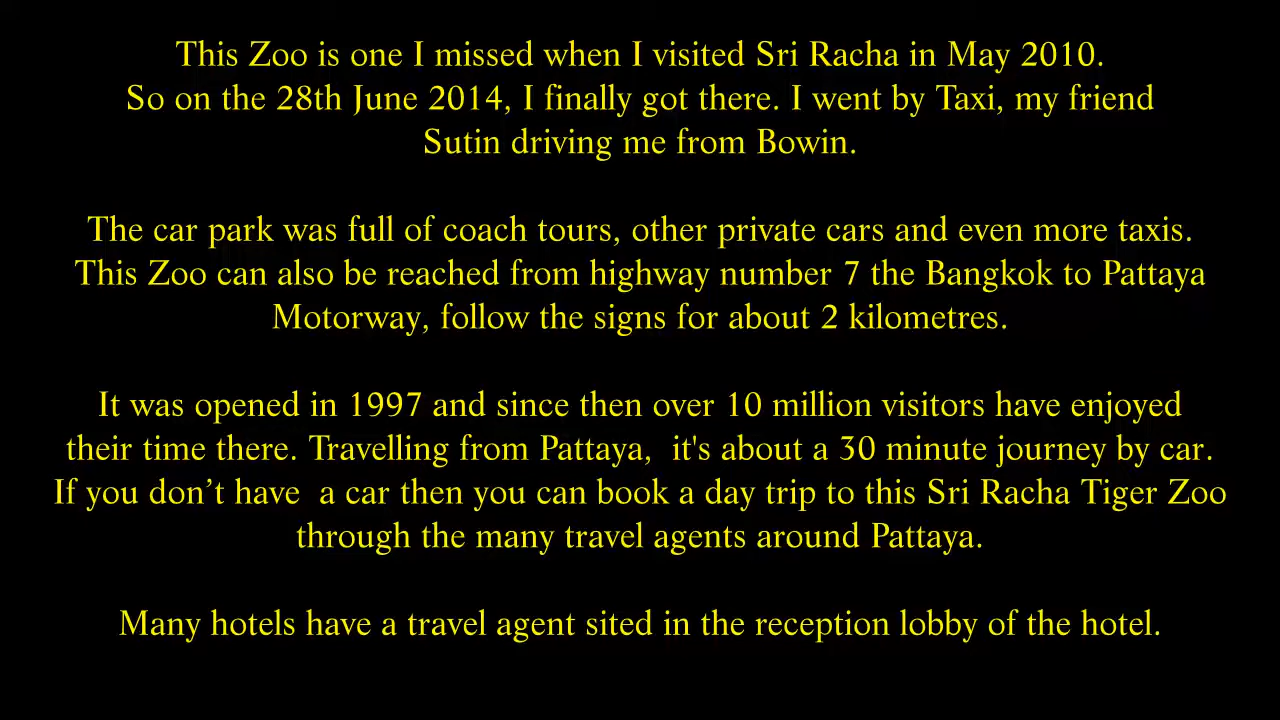 This Zoo is one I missed when I visited Sri Racha in May 2010.
So on the 28th June 2014, I finally got there. I went by Taxi, my friend
Sutin driving me from Bowin.
The car park was full of coach tours, other private cars and even more taxis.
This Zoo can also be reached from highway number 7 the Bangkok to Pattaya
Motorway, follow the signs for about 2 kilometres.
It was opened in 1997 and since then over 10 million visitors have enjoyed
their time there. Travelling from Pattaya,  it's about a 30 minute journey by car.
If you don’t have  a car then you can book a day trip to this Sri Racha Tiger Zoo
through the many travel agents around Pattaya.
Many hotels have a travel agent sited in the reception lobby of the hotel.